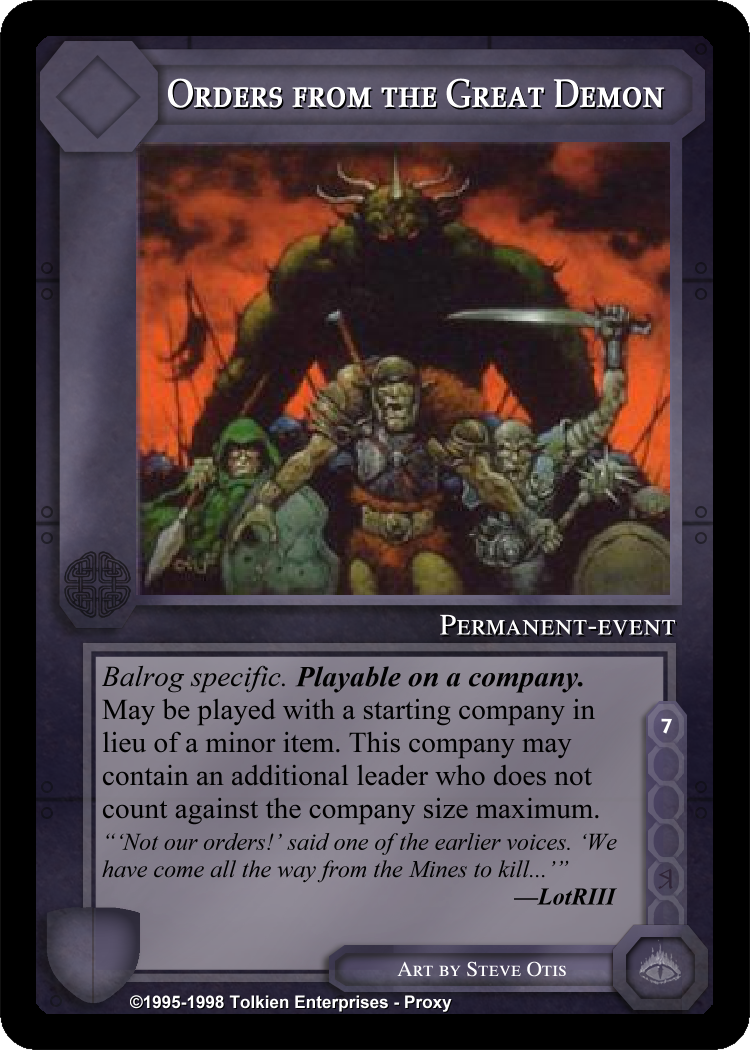 Orders from the Great Demon
Permanent-event
Balrog specific. Playable on a company.
May be played with a starting company in
lieu of a minor item. This company may
contain an additional leader who does not
count against the company size maximum.
“‘Not our orders!’ said one of the earlier voices. ‘We
have come all the way from the Mines to kill...’”
—LotRIII
7
Art by Steve Otis
©1995-1998 Tolkien Enterprises - Proxy